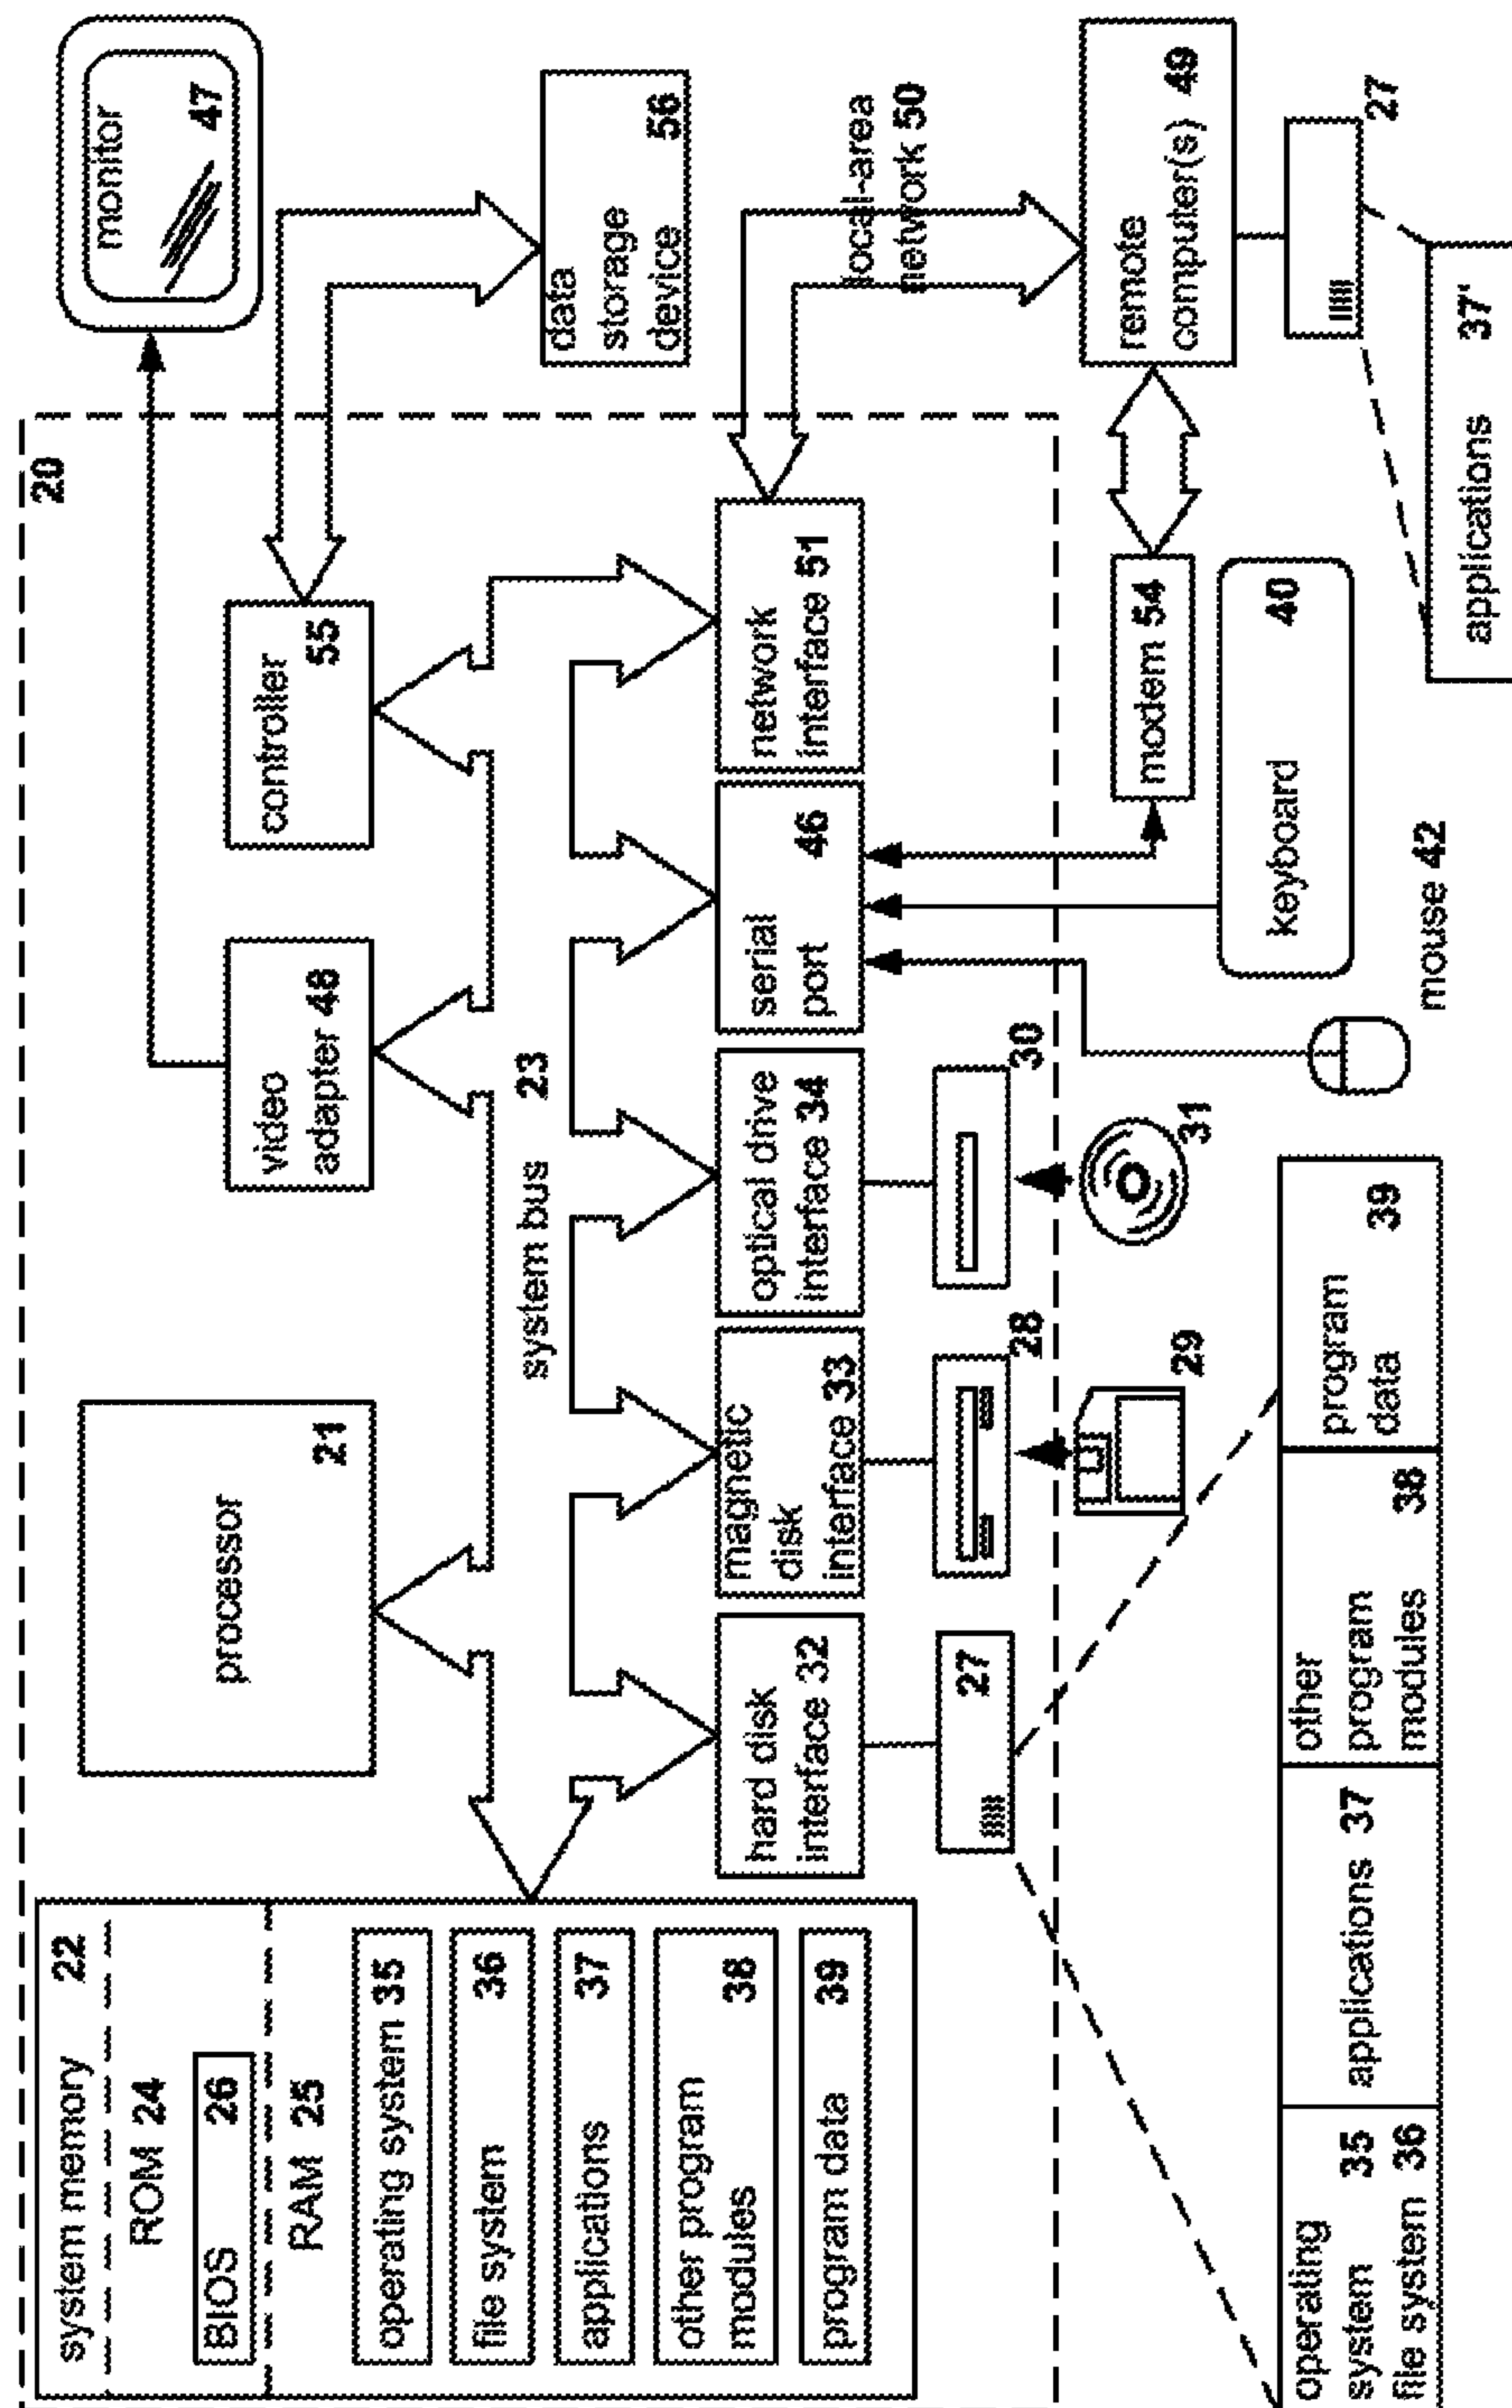 system memory 22
ROM 24
BIOS 26
RAM 25
operating system 35
file system 36
applications 37
other program
modules 38
program data 39
20
processor
21
video
adapter 48
controller
55
monitor
47
system bus 23
data
storage
device 56
hard disk
interface 32
magnetic
disk
interface 33
optical drive
interface 34
serial
port 46
network
interface 51
local-area
network 50
27
28
30
29
31
modem 54
remote
computer(s) 49
keyboard 40
mouse 42
27
operating
system 35
file system 36
applications 37
other
program
modules 38
program
data 39
applications 37'